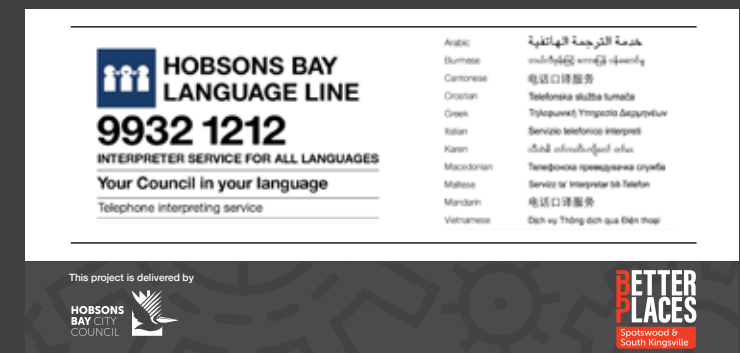 HOBSONS BAY
LANGUAGE LINE
9932 1212
INTERPRETER SERVICE FOR ALL LANGUAGES
Your Council in your language
Telephone interpreting service
Arabic خدمة الترجمة الهاتفية
Burmese
Cantonese 电话口译服务
Croatian Telefonska služba tumača
Greek Τηλεφωνική Υπηρεσία Διερμηνέων
Italian Servizio telefonico interpreti
Karen
Macedonian Телефонска преведувачка служба
Maltese Servizz ta' Interpretar bit-Telefon
Mandarin 电话口译服务
Vietnamese Dịch vụ Thông dịch qua Điện thoại
This project is delivered by
HOBSONS
BAY CITY
COUNCIL
BETTER
PLACES
Spotswood &
South Kingsville